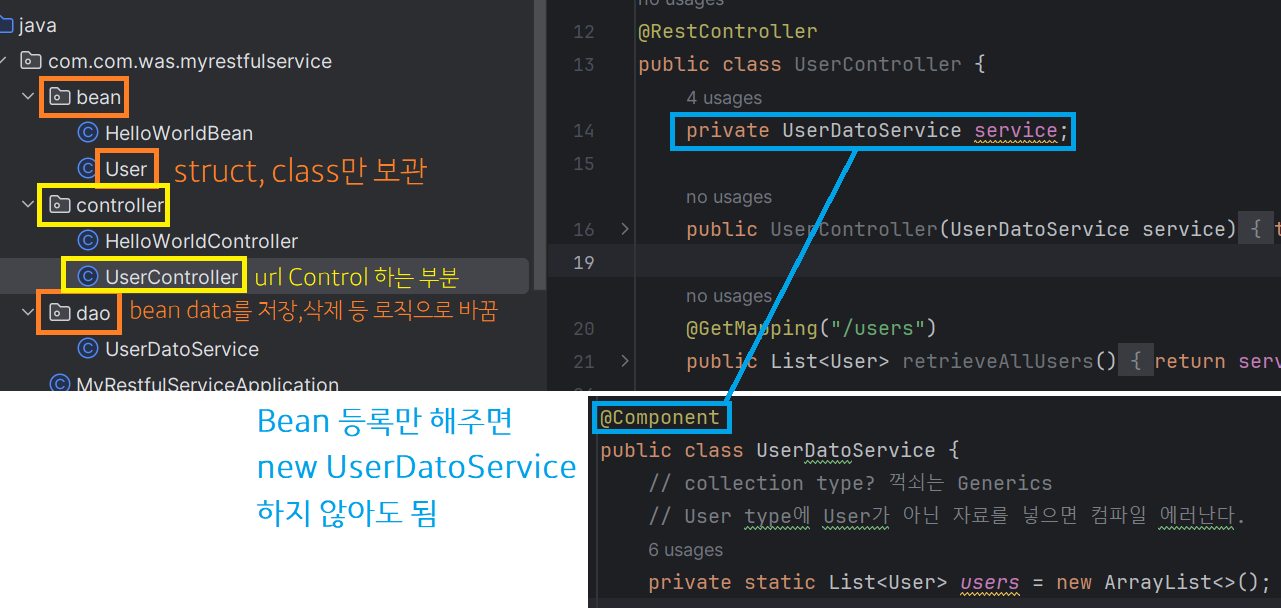 java
com.com.was.myrestfulservice
bean
HelloWorldBean
User struct, class만 보관
controller
HelloWorldController
UserController url Control 하는 부분
dao bean data를 저장,삭제 등 로직으로 바꿈
UserDatoService
MyRestfulServiceApplication
no usages
12 @RestController
13 public class UserController {
4 usages
14 private UserDatoService service;
15
no usages
16 public UserController(UserDatoService service) { t
19
no usages
20 @GetMapping("/users")
21 public List<User> retrieveAllUsers() { return serv
Bean 등록만 해주면
new UserDatoService
하지 않아도 됨
@Component
public class UserDatoService {
// collection type? 꺽쇠는 Generics
// User type에 User가 아닌 자료를 넣으면 컴파일 에러난다.
6 usages
private static List<User> users = new ArrayList<>();